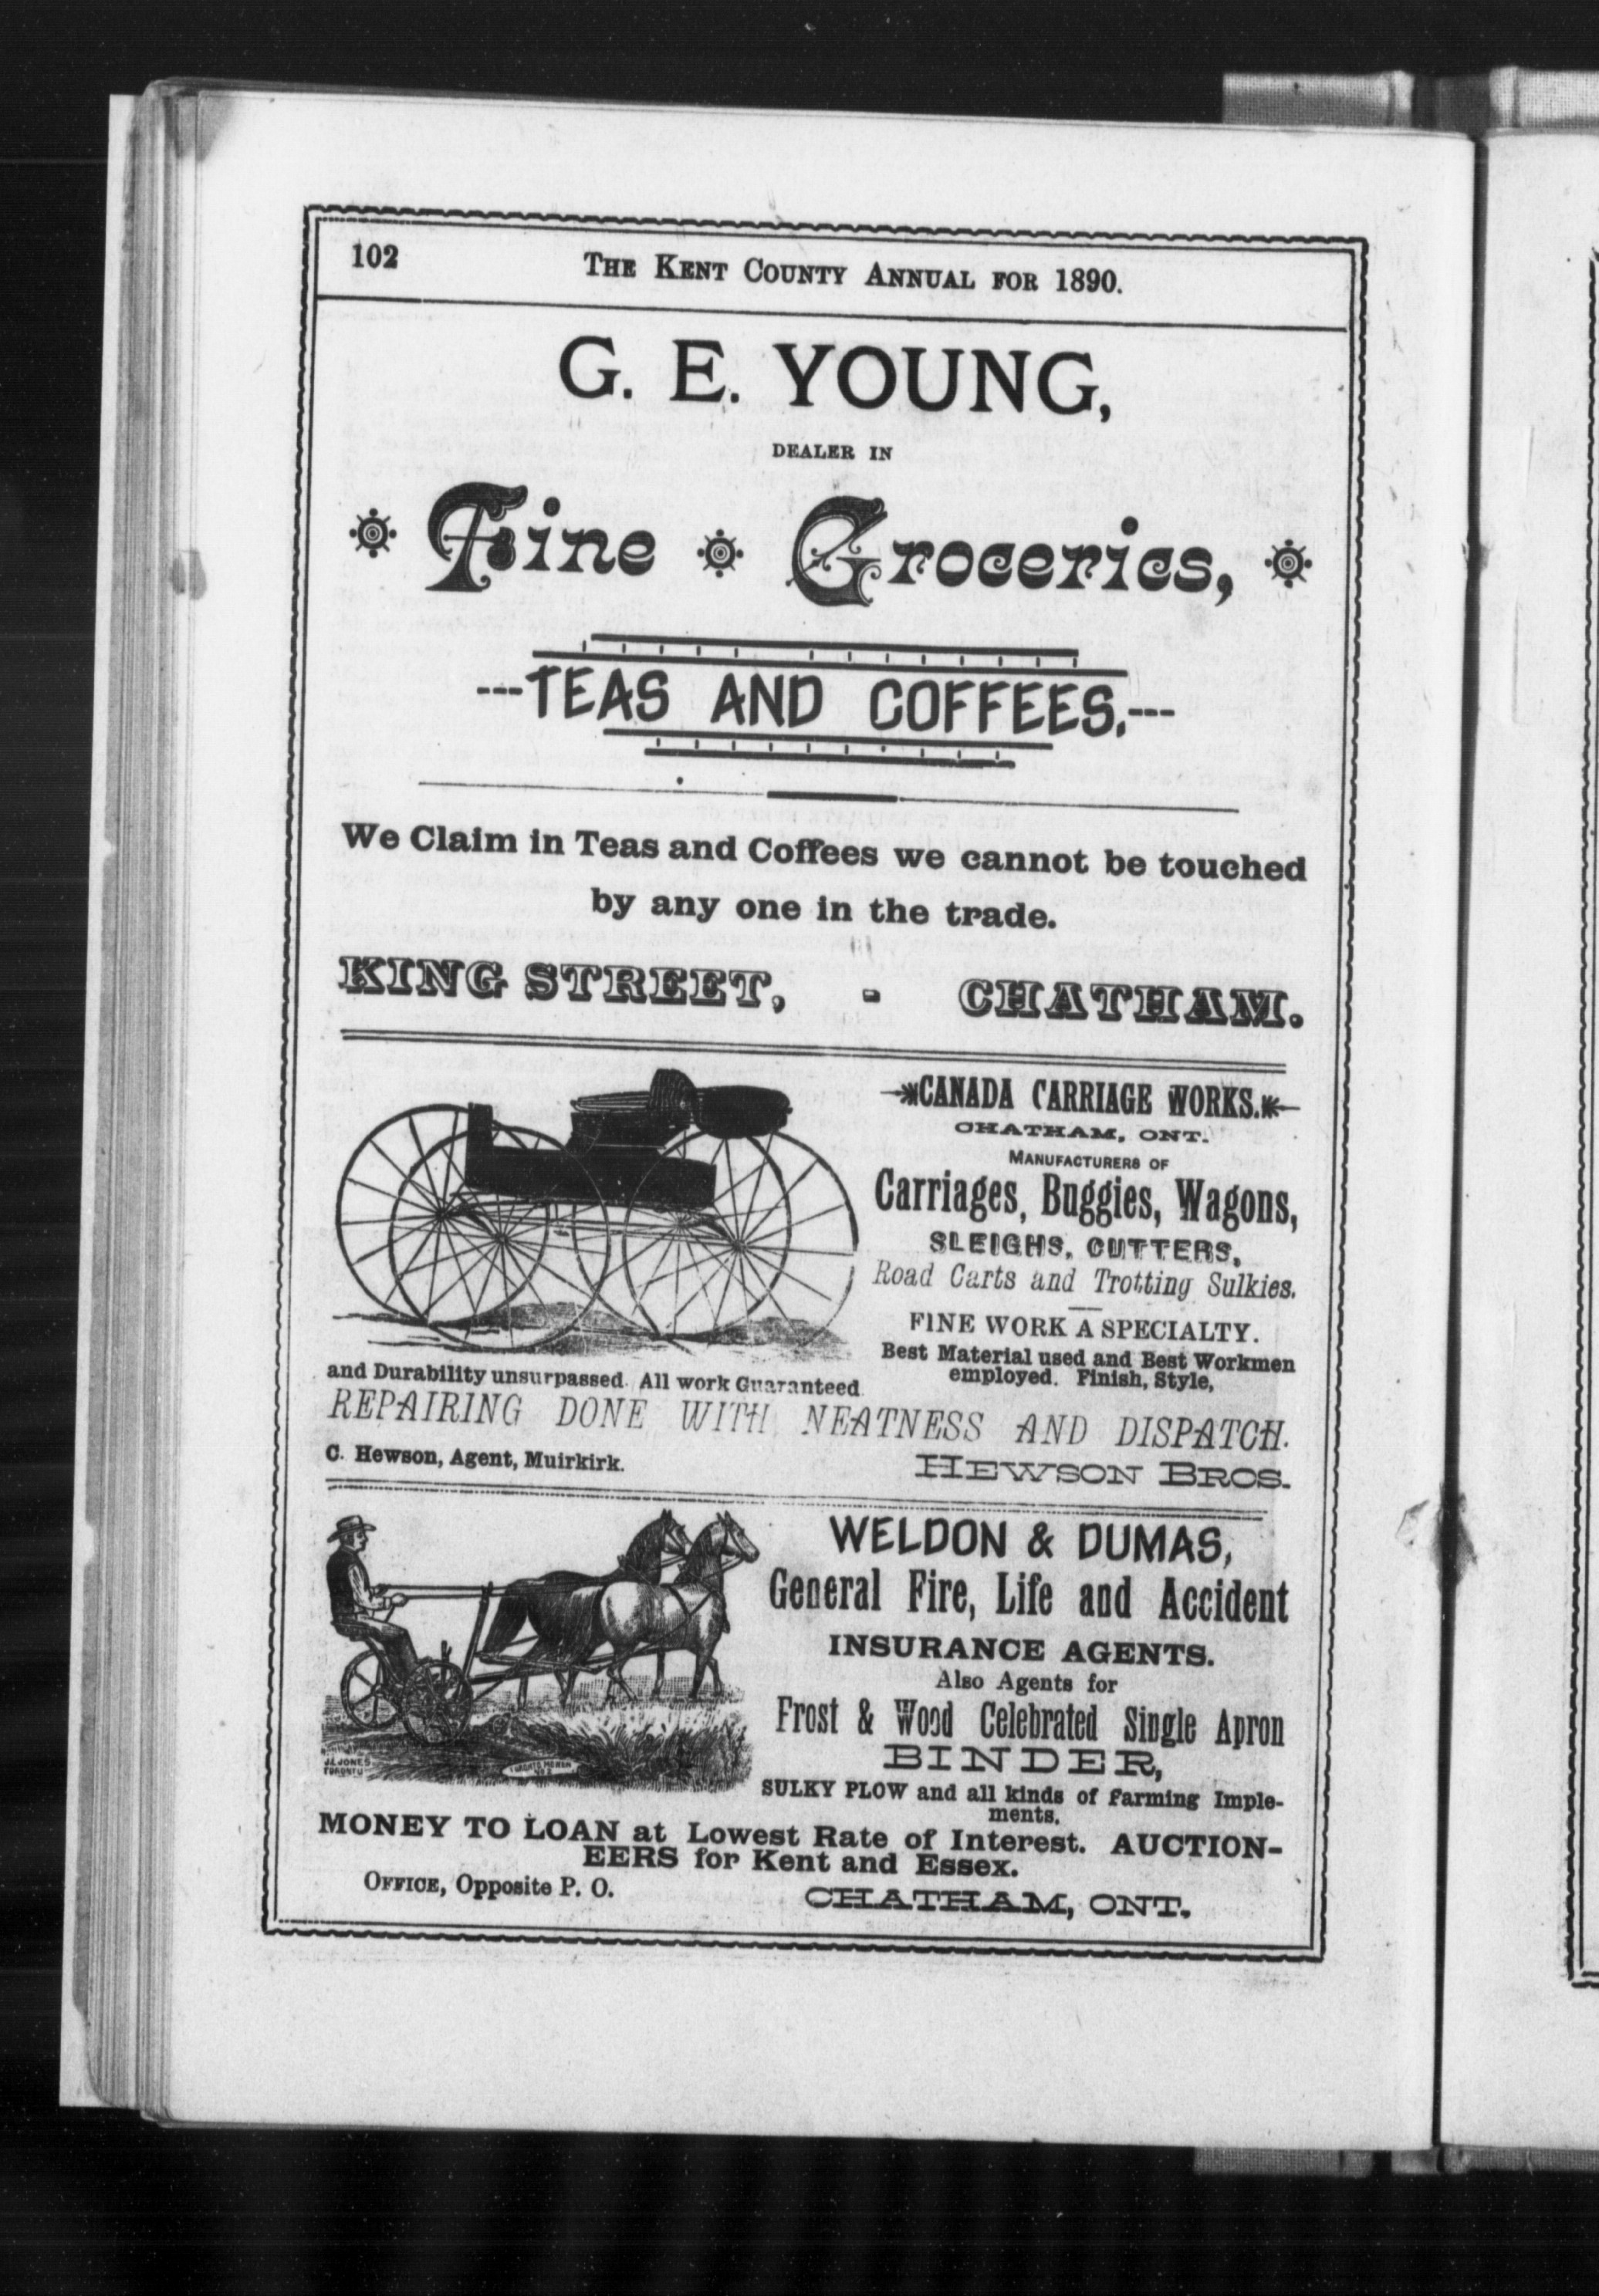 102
THE KENT COUNTY ANNUAL FOR 1890.
G. E. YOUNG,
DEALER IN
Fine Groceries,
---TEAS AND COFFEES.---
We Claim in Teas and Coffees we cannot be touched
by any one in the trade.
KING STREET, - CHATHAM.
CANADA CARRIAGE WORKS.
CHATHAM, ONT.
MANUFACTURERS OF
Carriages, Buggies, Wagons,
SLEIGHS, CUTTERS,
Road Carts and Trotting Sulkies.
FINE WORK A SPECIALTY.
Best Material used and Best Workmen
employed. Finish, Style,
and Durability unsurpassed. All work Guaranteed.
REPAIRING DONE WITH NEATNESS AND DISPATCH.
C. Hewson, Agent, Muirkirk.
HEWSON BROS.
WELDON & DUMAS,
General Fire, Life and Accident
INSURANCE AGENTS.
Also Agents for
Frost & Wood Celebrated Single Apron
BINDER,
SULKY PLOW and all kinds of Farming Imple-
ments.
J.L. JONES
TORONTO
MONEY TO LOAN at Lowest Rate of Interest. AUCTION-
EERS for Kent and Essex.
OFFICE, Opposite P. O.
CHATHAM, ONT.